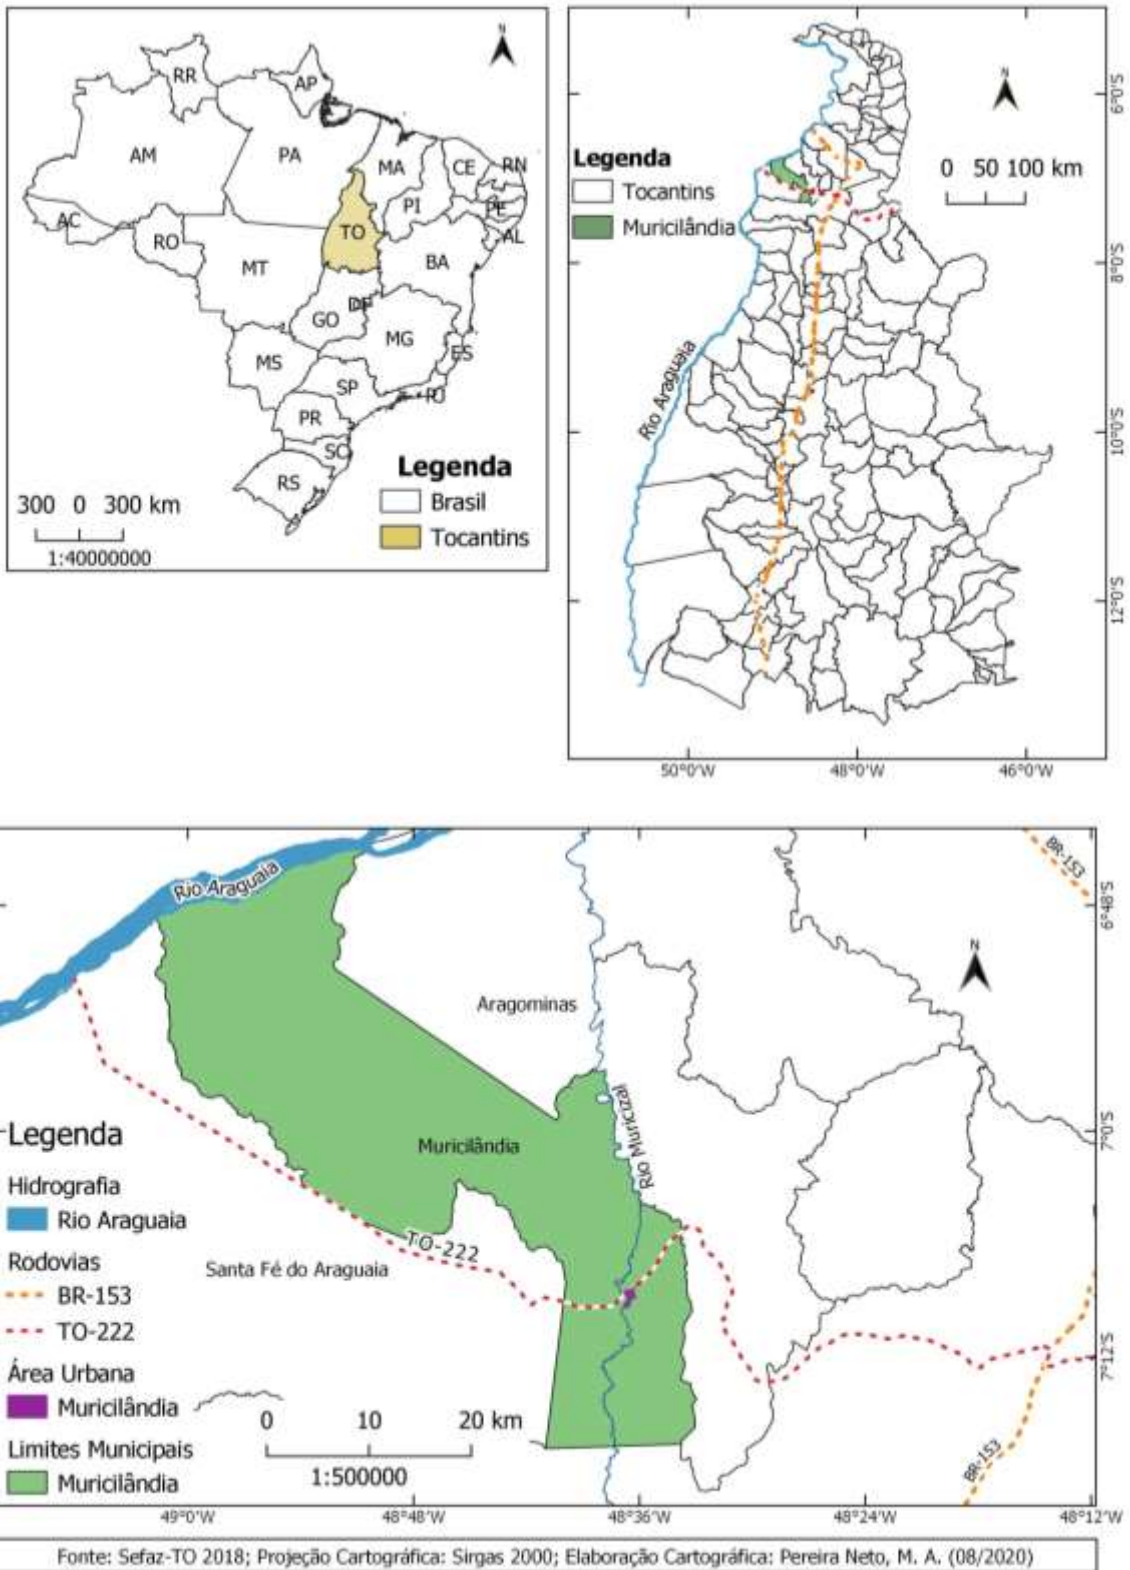 N
RR
AP
AM
PA
MA
CE
RN
PI
PE
AC
AL
RO
TO
MT
BA
DF
GO
MG
MS
ES
SP
RJ
PR
SC
RS
300 0 300 km
1:40000000
Legenda
Brasil
Tocantins
N
Legenda
Tocantins
Muricilândia
0 50 100 km
Rio Araguaia
6°0'S
8°0'S
10°0'S
12°0'S
50°0'W 48°0'W 46°0'W
Rio Araguaia
BR-153
6°48'S
N
Aragominas
Rio Muricizal
Muricilândia
7°0'S
TO-222
Santa Fé do Araguaia
7°12'S
BR-153
Legenda
Hidrografia
Rio Araguaia
Rodovias
BR-153
TO-222
Área Urbana
Muricilândia
Limites Municipais
Muricilândia
0 10 20 km
1:500000
49°0'W 48°48'W 48°36'W 48°24'W 48°12'W
Fonte: Sefaz-TO 2018; Projeção Cartográfica: Sirgas 2000; Elaboração Cartográfica: Pereira Neto, M. A. (08/2020)